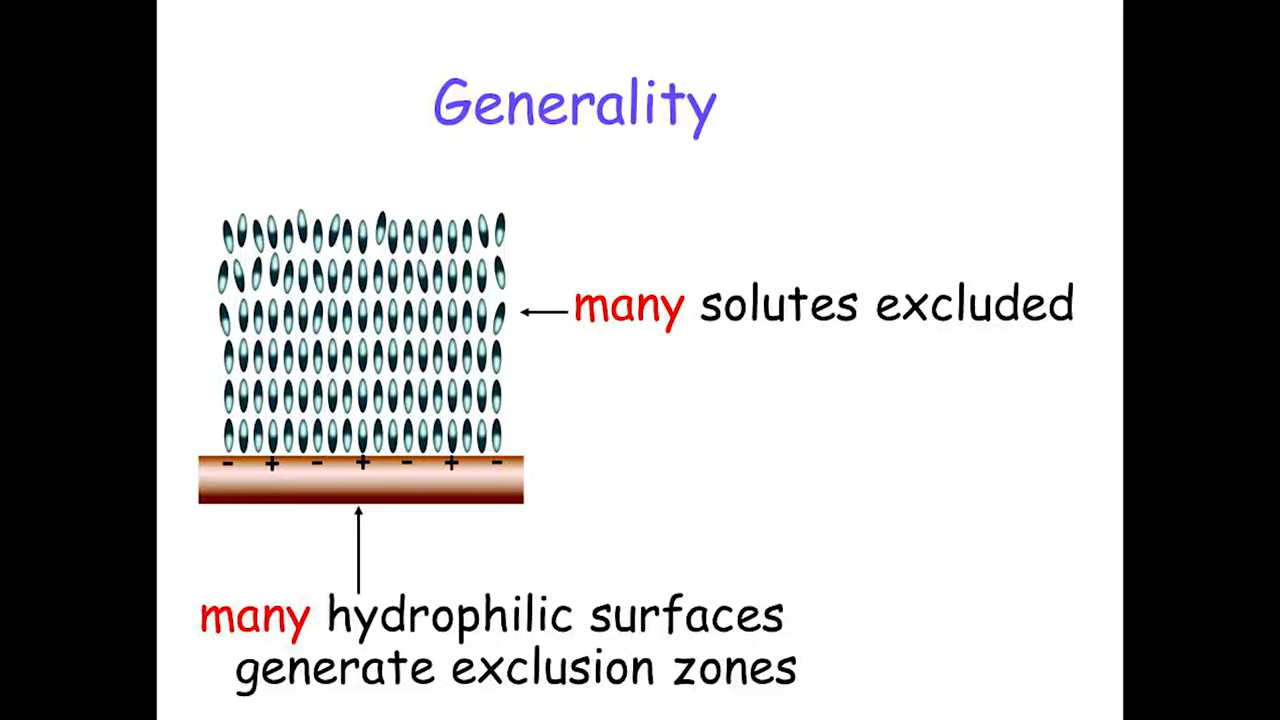 Generality
many solutes excluded
- + - + - + -
many hydrophilic surfaces
generate exclusion zones